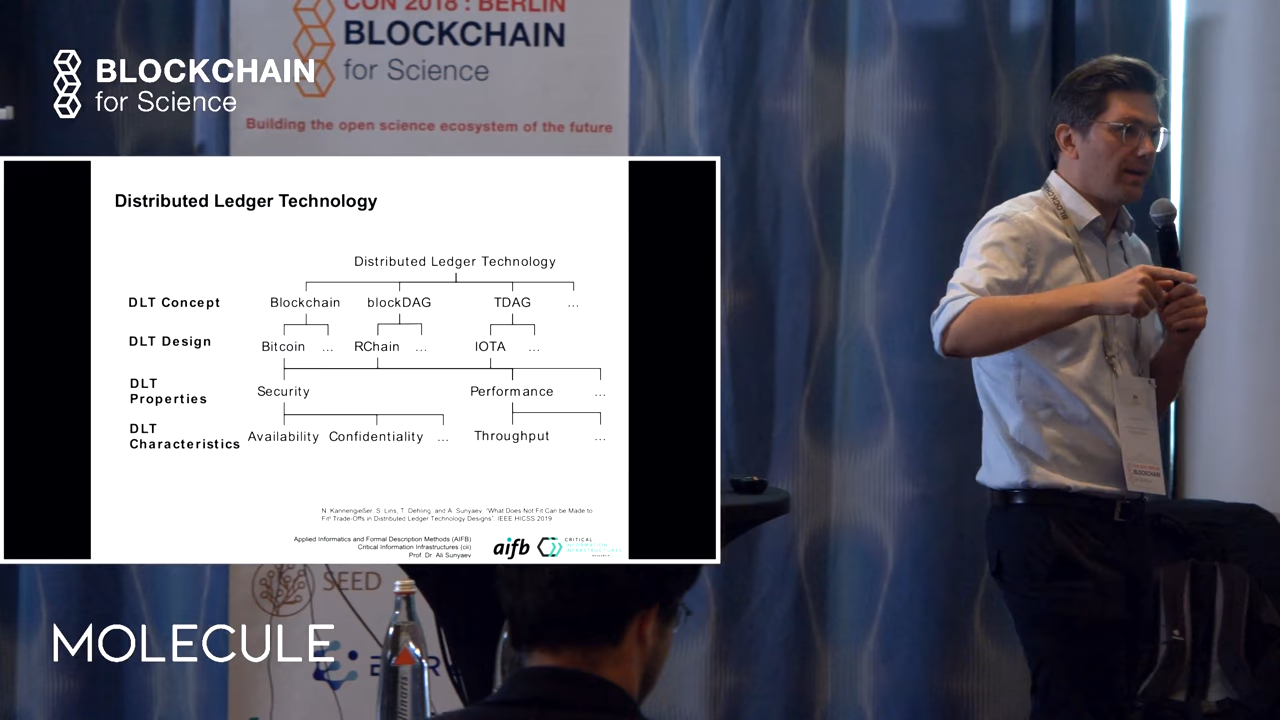 CON 2018 : BERLIN
BLOCKCHAIN
for Science
Building the open science ecosystem of the future
BLOCKCHAIN
for Science
Distributed Ledger Technology
Distributed Ledger Technology
DLT Concept Blockchain blockDAG TDAG ...
DLT Design Bitcoin ... RChain ... IOTA ...
DLT
Properties
Security Performance ...
DLT
Characteristics
Availability Confidentiality ... Throughput ...
N. Kannengießer, S. Lins, T. Dehling, and A. Sunyaev, "What Does Not Fit Can be Made to
Fit! Trade-Offs in Distributed Ledger Technology Designs". IEEE HICSS 2019
Applied Informatics and Formal Description Methods (AIFB)
Critical Information Infrastructures (cii)
Prof. Dr. Ali Sunyaev
aifb
CRITICAL
INFORMATION
INFRASTRUCTURES
SEED
MOLECULE
BLOCKCHAIN